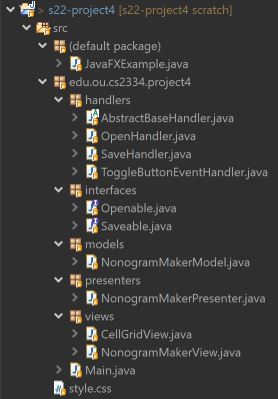 > s22-project4 [s22-project4 scratch]
src
(default package)
JavaFXExample.java
edu.ou.cs2334.project4
handlers
AbstractBaseHandler.java
OpenHandler.java
SaveHandler.java
ToggleButtonEventHandler.java
interfaces
Openable.java
Saveable.java
models
NonogramMakerModel.java
presenters
NonogramMakerPresenter.java
views
CellGridView.java
NonogramMakerView.java
Main.java
style.css